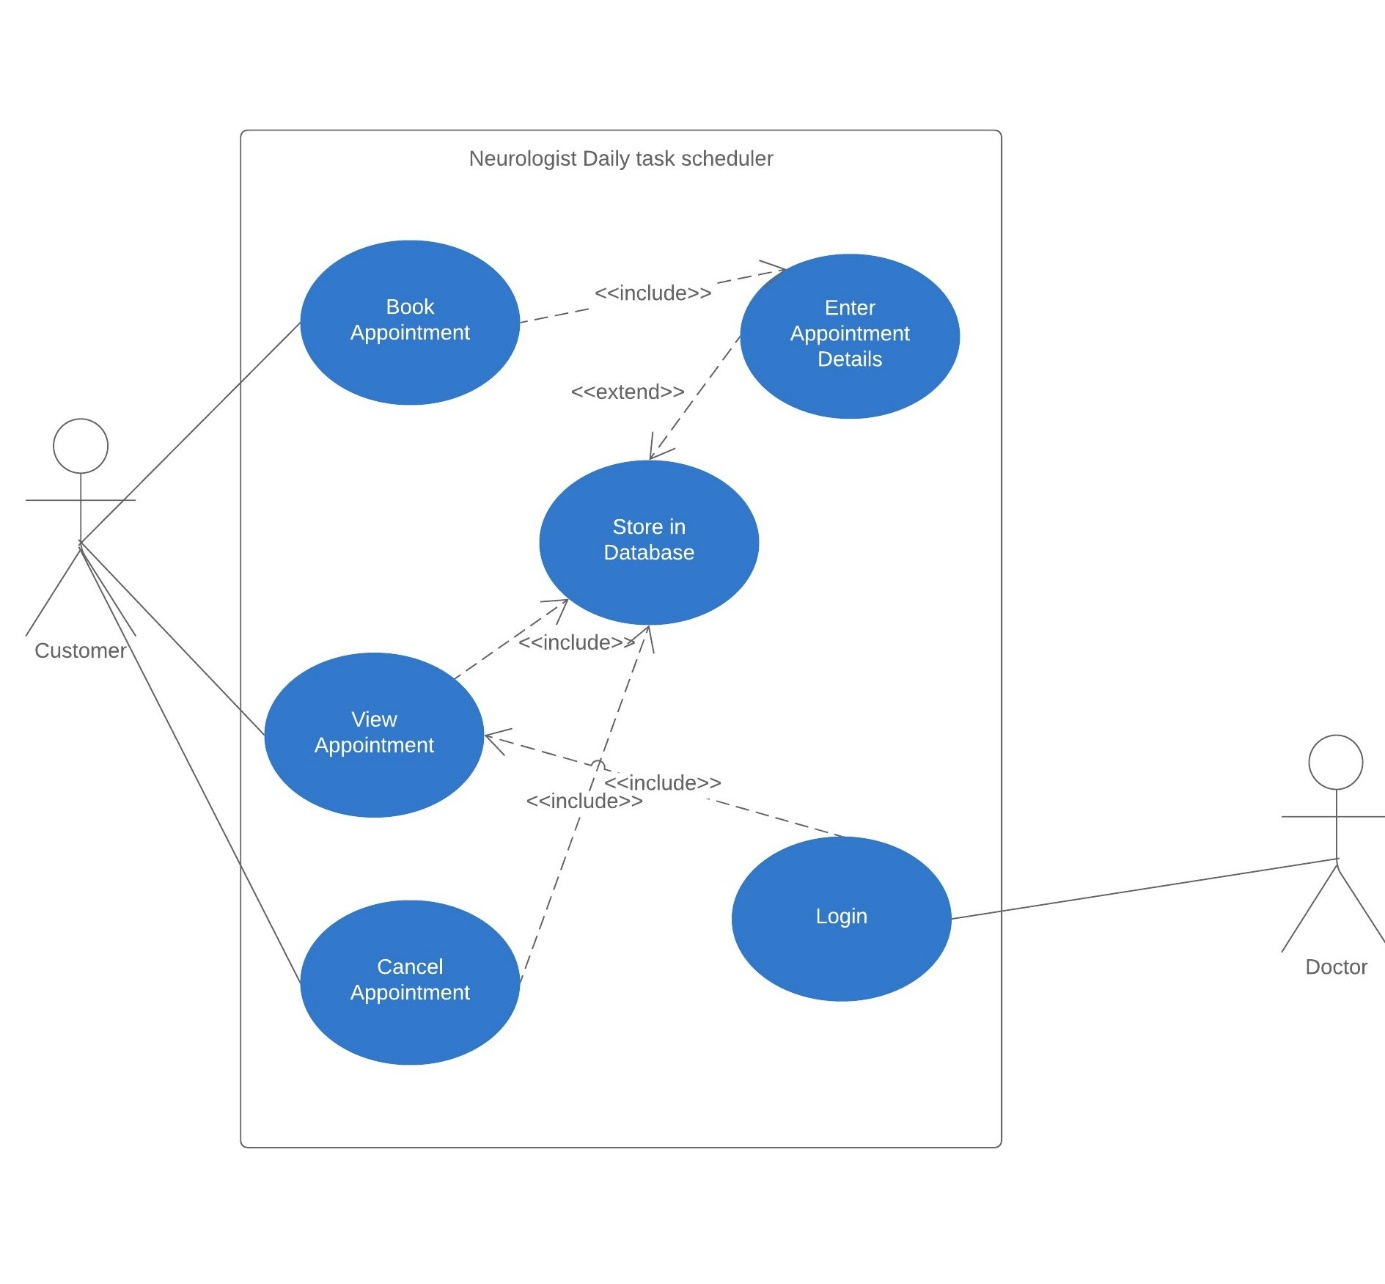 Neurologist Daily task scheduler
Book
Appointment
<<include>>
Enter
Appointment
Details
<<extend>>
Store in
Database
Customer
<<include>>
View
Appointment
<<include>>
<<include>>
Login
Cancel
Appointment
Doctor